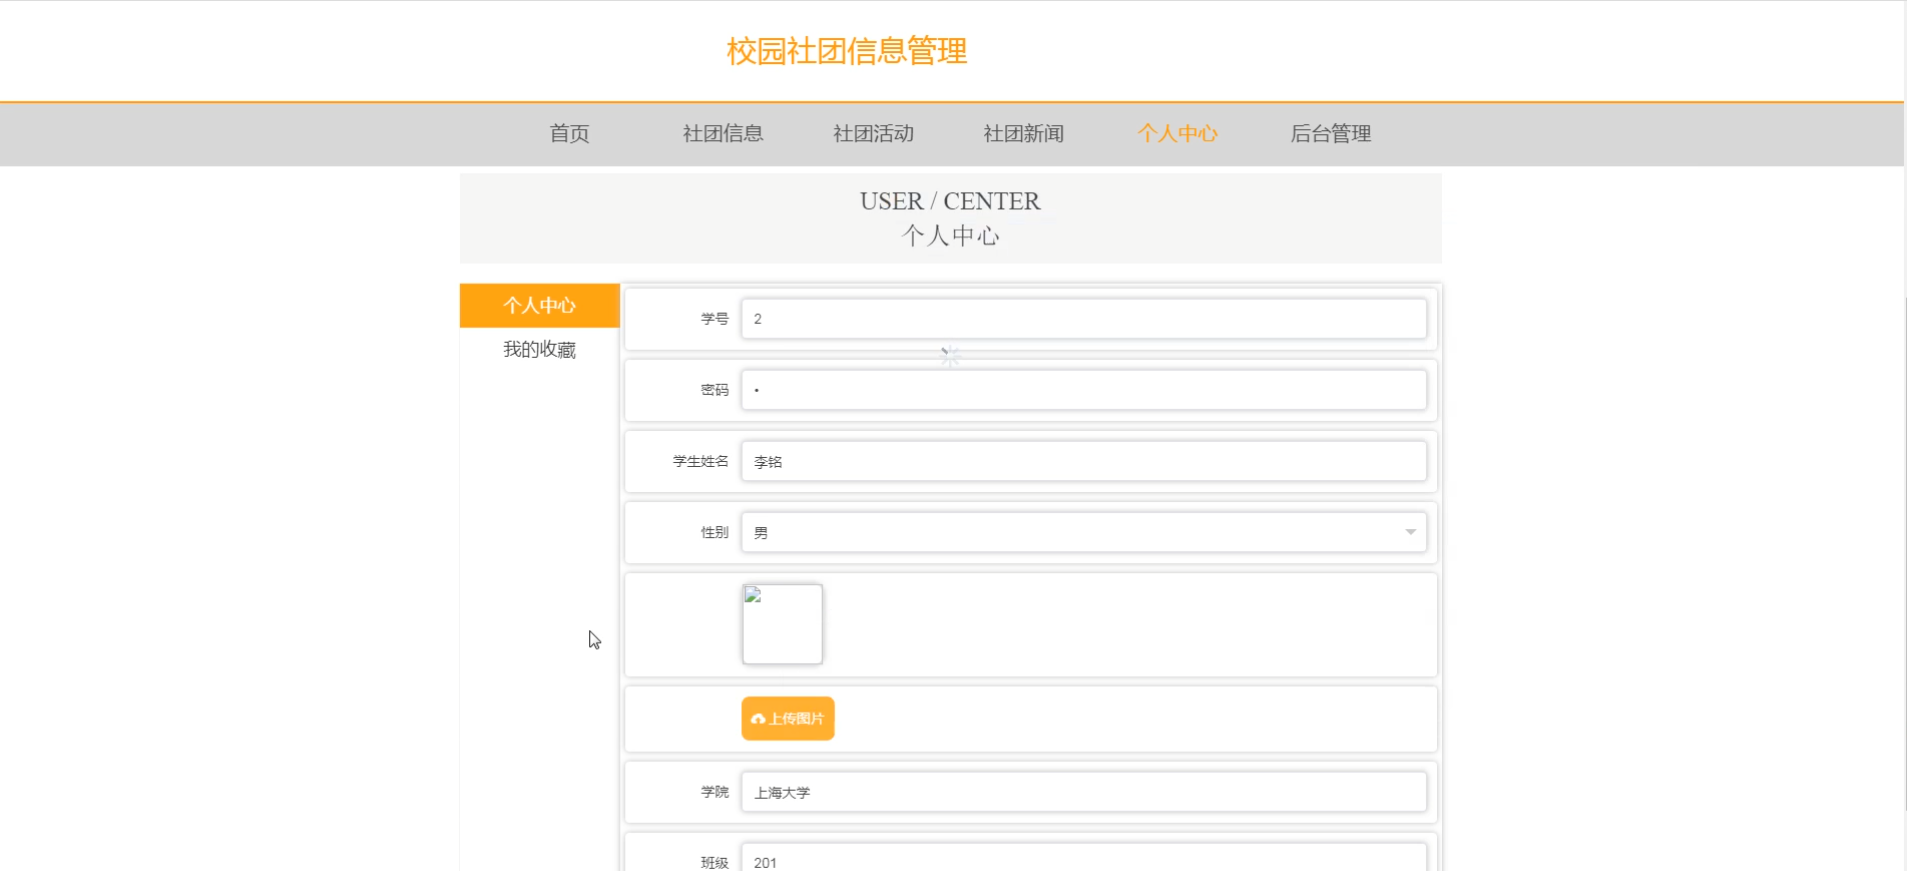 校园社团信息管理
首页 社团信息 社团活动 社团新闻 个人中心 后台管理
USER / CENTER
个人中心
个人中心
我的收藏
学号 2
密码 •
学生姓名 李铭
性别 男
上传图片
学院 上海大学
班级 201